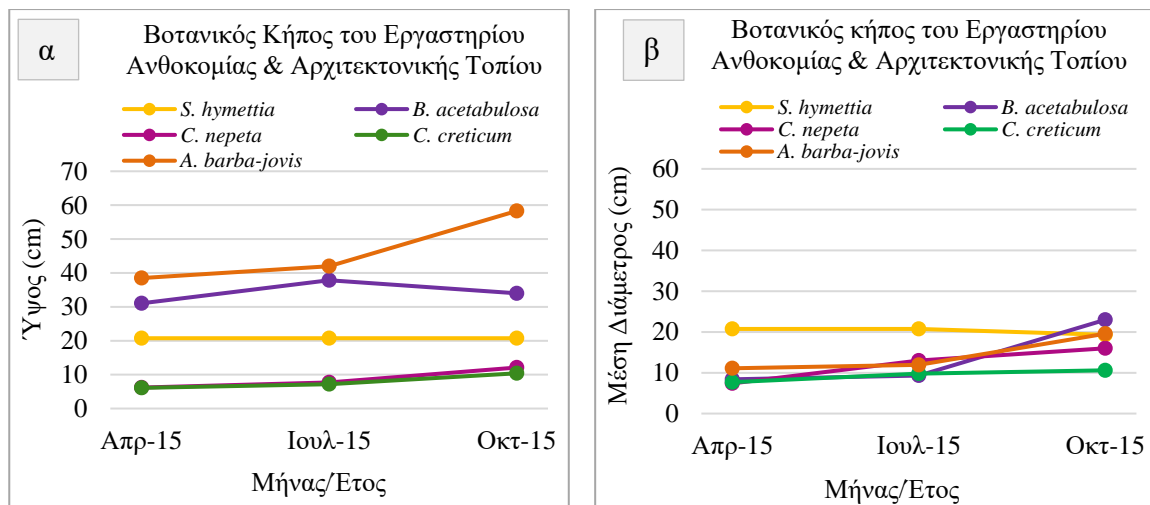 α
Βοτανικός Κήπος του Εργαστηρίου
Ανθοκομίας & Αρχιτεκτονικής Τοπίου
S. hymettia
B. acetabulosa
C. nepeta
C. creticum
A. barba-jovis
70
60
50
40
30
20
10
0
Ύψος (cm)
Απρ-15
Ιουλ-15
Οκτ-15
Μήνας/Έτος
β
Βοτανικός κήπος του Εργαστηρίου
Ανθοκομίας & Αρχιτεκτονικής Τοπίου
S. hymettia
B. acetabulosa
C. nepeta
C. creticum
A. barba-jovis
60
50
40
30
20
10
0
Μέση Διάμετρος (cm)
Απρ-15
Ιουλ-15
Οκτ-15
Μήνας/Έτος